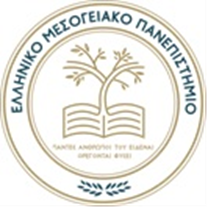 ΕΛΛΗΝΙΚΟ ΜΕΣΟΓΕΙΑΚΟ ΠΑΝΕΠΙΣΤΗΜΙΟ
ΠΑΝΤΕΣ ΑΝΘΡΩΠΟΙ ΤΟΥ ΕΙΔΕΝΑΙ
ΟΡΕΓΟΝΤΑΙ ΦΥΣΕΙ